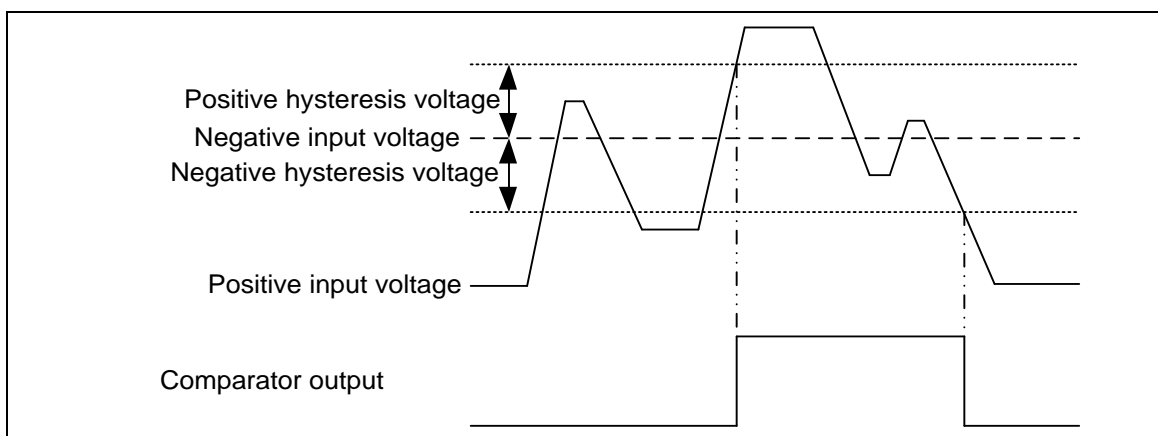 Positive hysteresis voltage
Negative input voltage
Negative hysteresis voltage
Positive input voltage
Comparator output